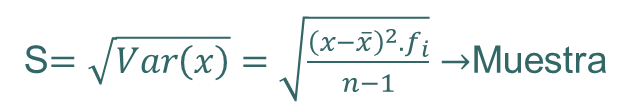 S= √Var(x) = √((x−x̄)².fᵢ / n−1) →Muestra